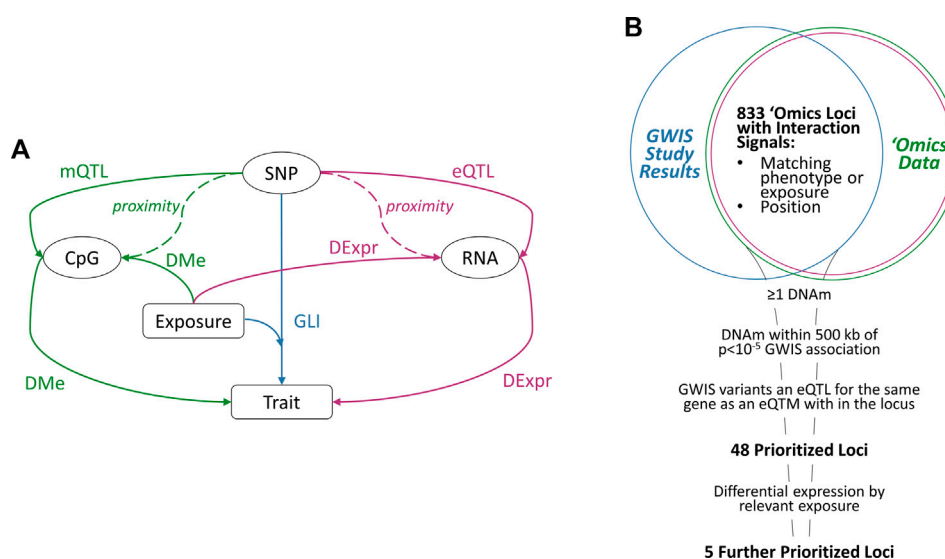 A
SNP
mQTL
eQTL
proximity
proximity
CpG
DMe
DExpr
RNA
Exposure
GLI
DMe
DExpr
Trait
B
833 ‘Omics Loci
with Interaction
Signals:
• Matching
phenotype or
exposure
• Position
GWIS
Study
Results
‘Omics
Data
≥1 DNAm
DNAm within 500 kb of
p<10⁻⁵ GWIS association
GWIS variants an eQTL for the same
gene as an eQTM with in the locus
48 Prioritized Loci
Differential expression by
relevant exposure
5 Further Prioritized Loci